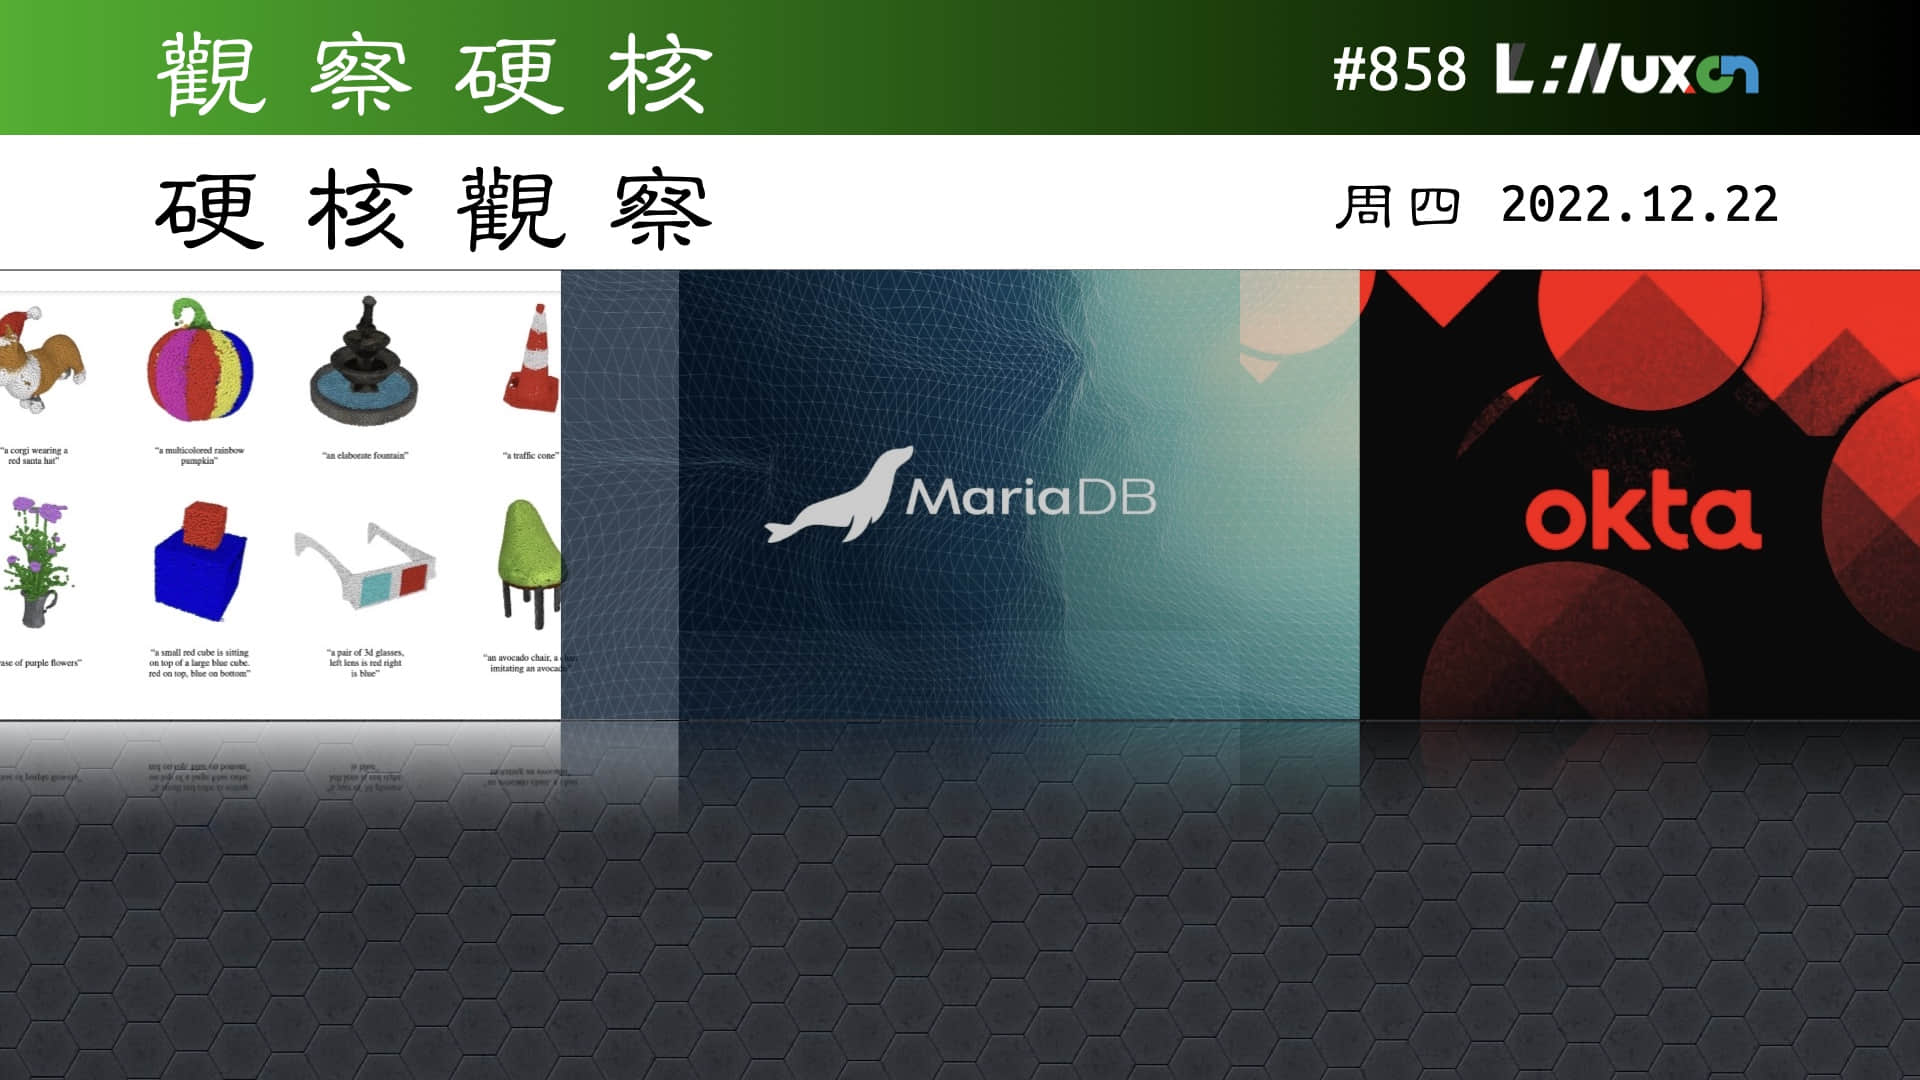 觀察硬核
#858 L://uxcn
硬核觀察
周四 2022.12.22
"a corgi wearing a
red santa hat"
"a multicolored rainbow
pumpkin"
"an elaborate fountain"
"a traffic cone"
ase of purple flowers"
"a small red cube is sitting
on top of a large blue cube.
red on top, blue on bottom"
"a pair of 3d glasses,
left lens is red right
is blue"
"an avocado chair, a chair
imitating an avocado"
MariaDB
okta